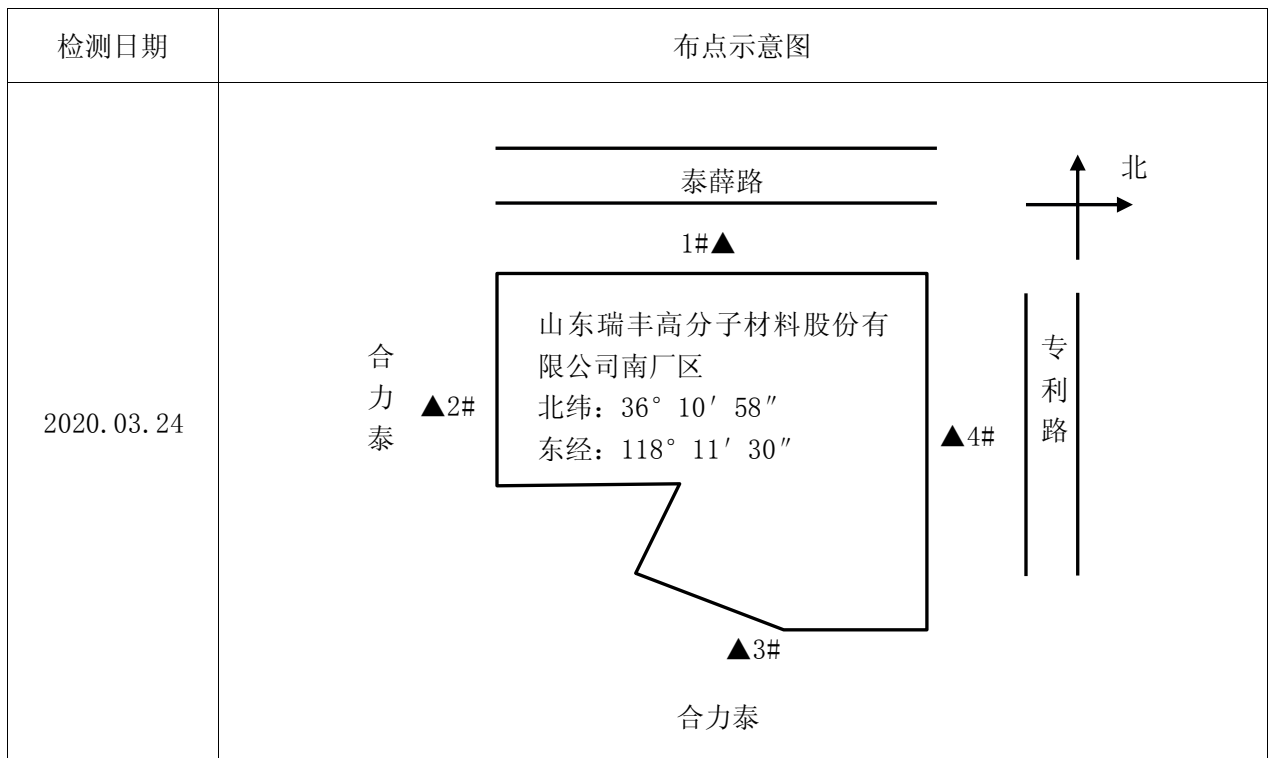 检测日期
布点示意图
2020.03.24
泰薛路
北
1#▲
山东瑞丰高分子材料股份有
限公司南厂区
北纬：36° 10′ 58″
东经：118° 11′ 30″
合力泰
▲2#
▲4#
专利路
▲3#
合力泰